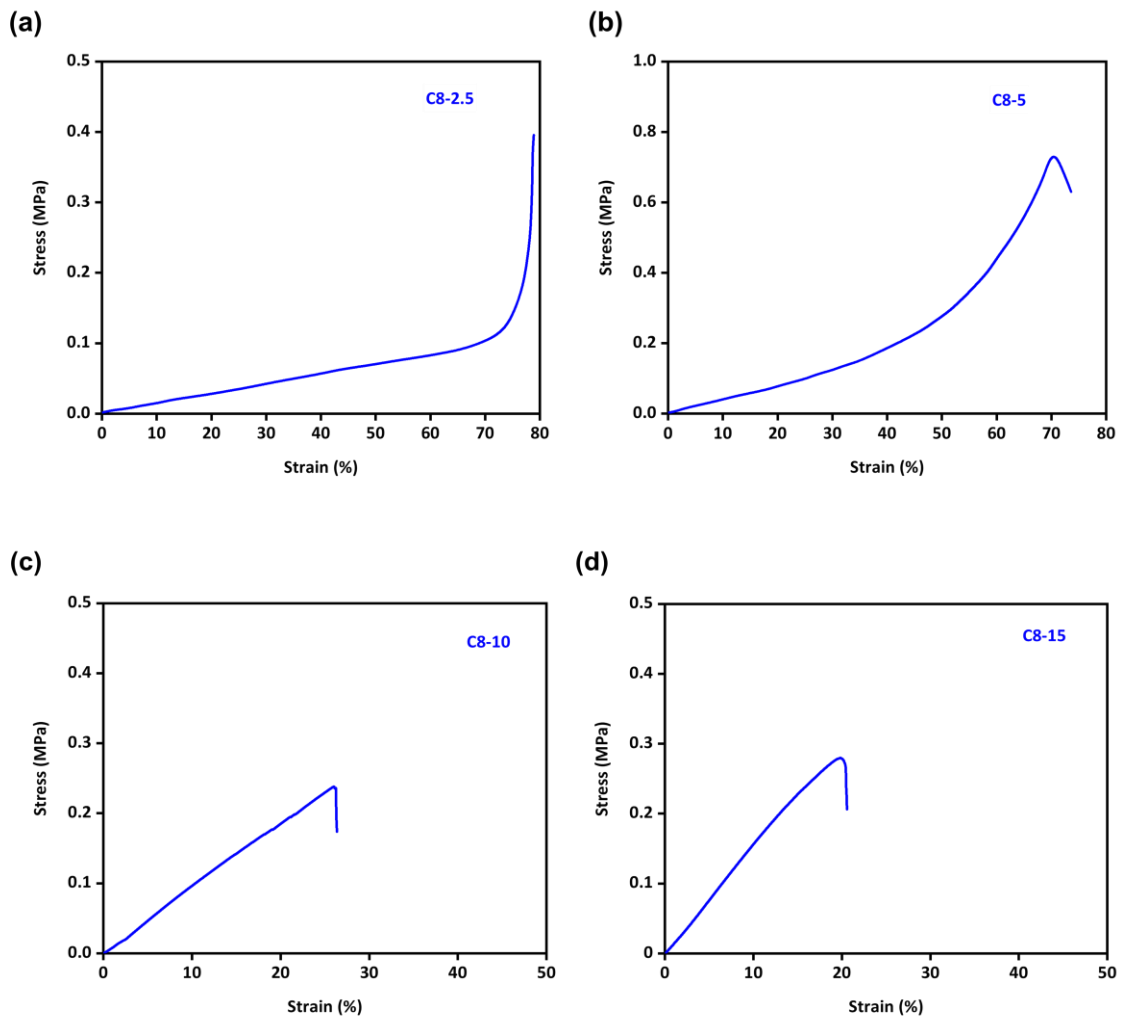 (a)
C8-2.5
0.5
0.4
0.3
0.2
0.1
0.0
Stress (MPa)
0 10 20 30 40 50 60 70 80
Strain (%)
(b)
C8-5
1.0
0.8
0.6
0.4
0.2
0.0
Stress (MPa)
0 10 20 30 40 50 60 70 80
Strain (%)
(c)
C8-10
0.5
0.4
0.3
0.2
0.1
0.0
Stress (MPa)
0 10 20 30 40 50
Strain (%)
(d)
C8-15
0.5
0.4
0.3
0.2
0.1
0
Stress (MPa)
0 10 20 30 40 50
Strain (%)